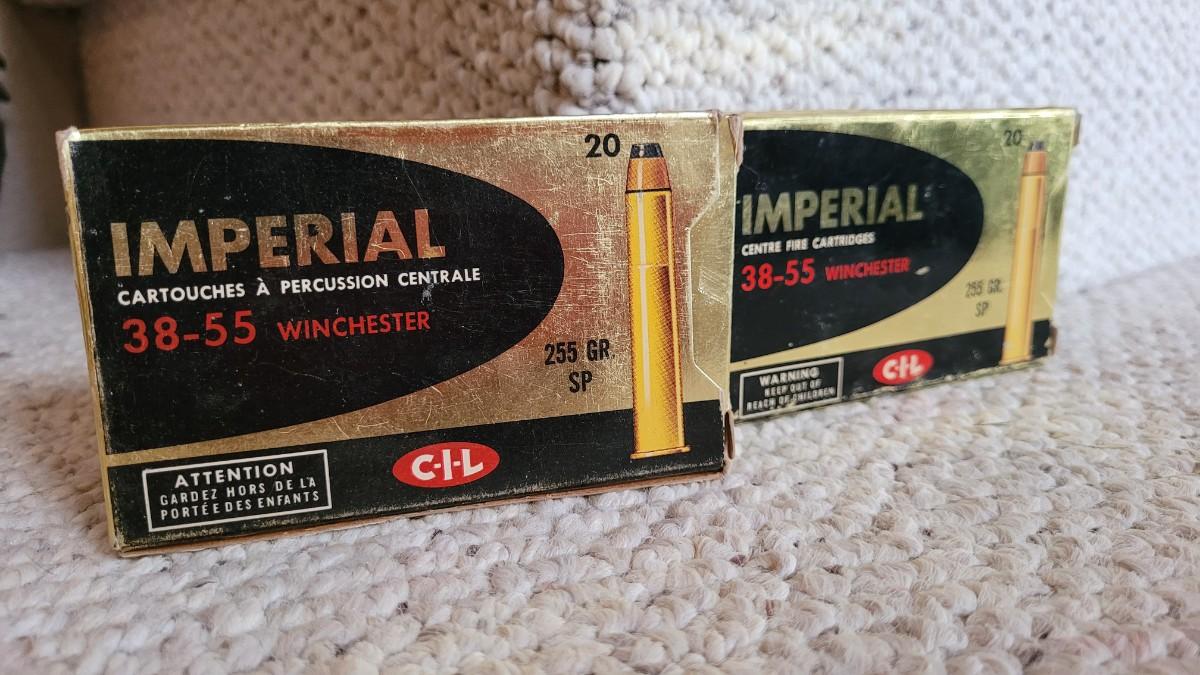 20
IMPERIAL
CARTOUCHES À PERCUSSION CENTRALE
38-55 WINCHESTER
255 GR
SP
ATTENTION
GARDEZ HORS DE LA
PORTÉE DES ENFANTS
C-I-L
20
IMPERIAL
CENTRE FIRE CARTRIDGES
38-55 WINCHESTER
255 GR.
SP
WARNING
KEEP OUT OF
REACH OF CHILDREN
C-I-L